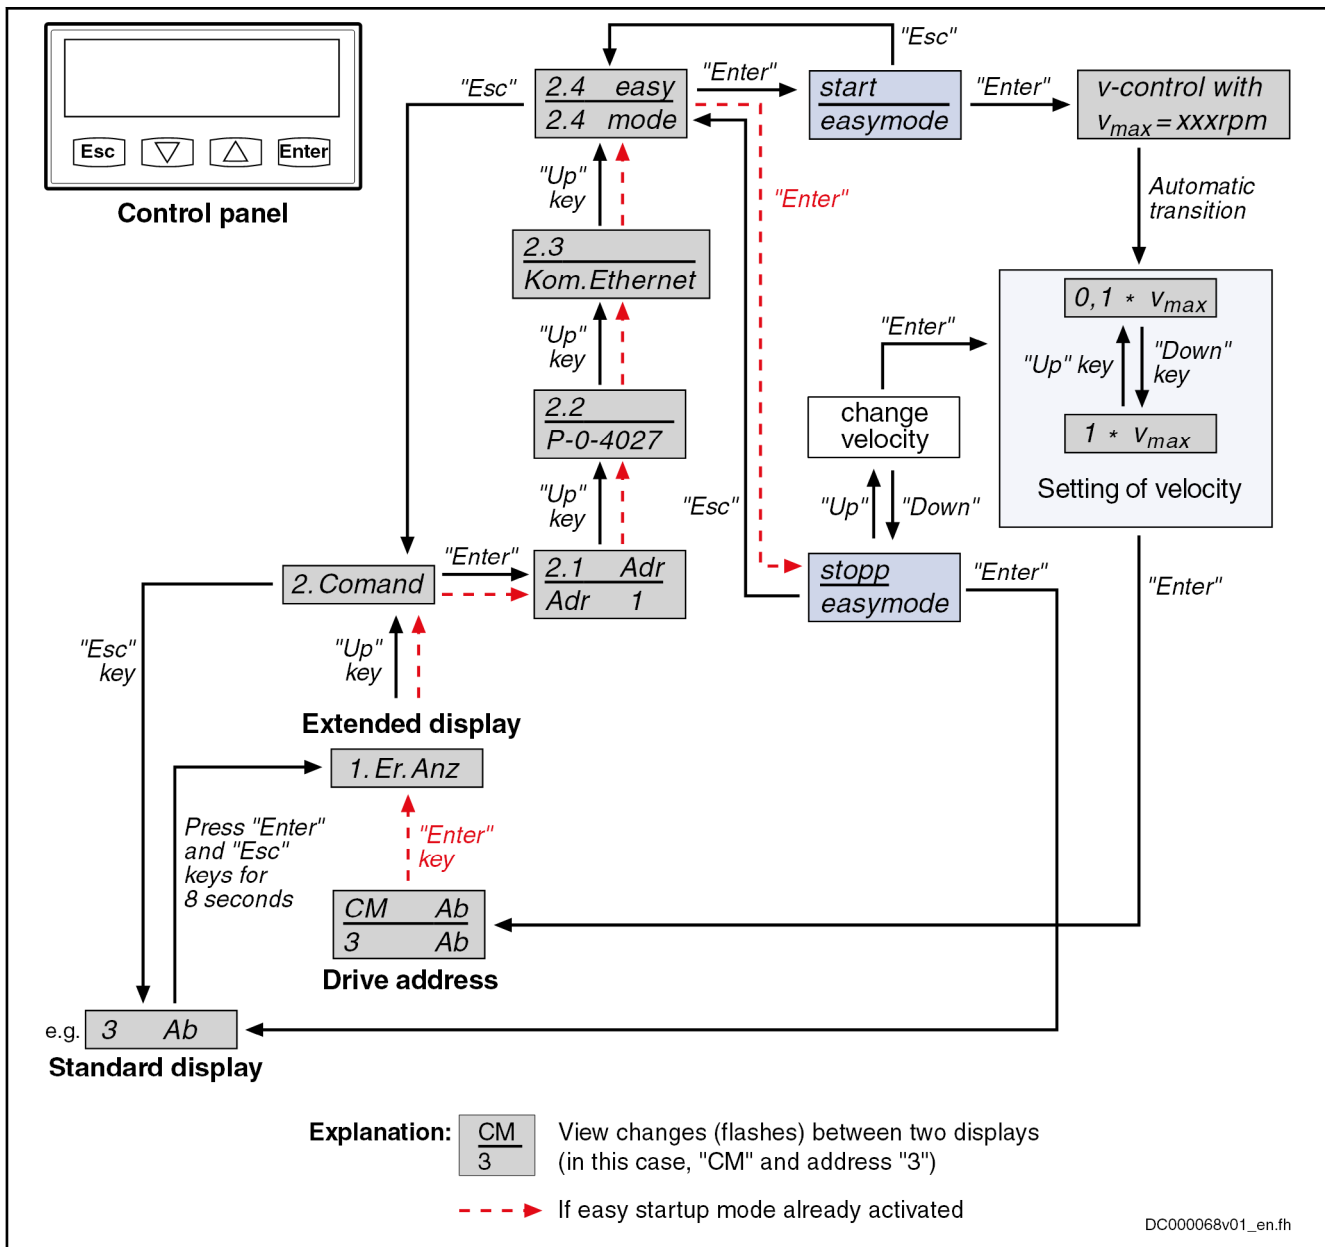 Esc
Enter
Control panel
"Esc"
"Esc"
2.4 easy
2.4 mode
"Enter"
start
easymode
"Enter"
v-control with
vmax = xxxrpm
"Up"
key
"Enter"
Automatic
transition
2.3
Kom.Ethernet
0,1 * vmax
"Up" key
"Down"
key
1 * vmax
Setting of velocity
"Enter"
"Up"
key
2.2
P-0-4027
change
velocity
"Up"
key
"Esc"
"Up"
"Down"
2. Comand
"Enter"
2.1 Adr
Adr 1
stopp
easymode
"Enter"
"Enter"
"Esc"
key
"Up"
key
Extended display
1. Er. Anz
Press "Enter"
and "Esc"
keys for
8 seconds
"Enter"
key
CM Ab
3 Ab
Drive address
e.g.
3 Ab
Standard display
Explanation:
CM
3
View changes (flashes) between two displays
(in this case, "CM" and address "3")
If easy startup mode already activated
DC000068v01_en.fh